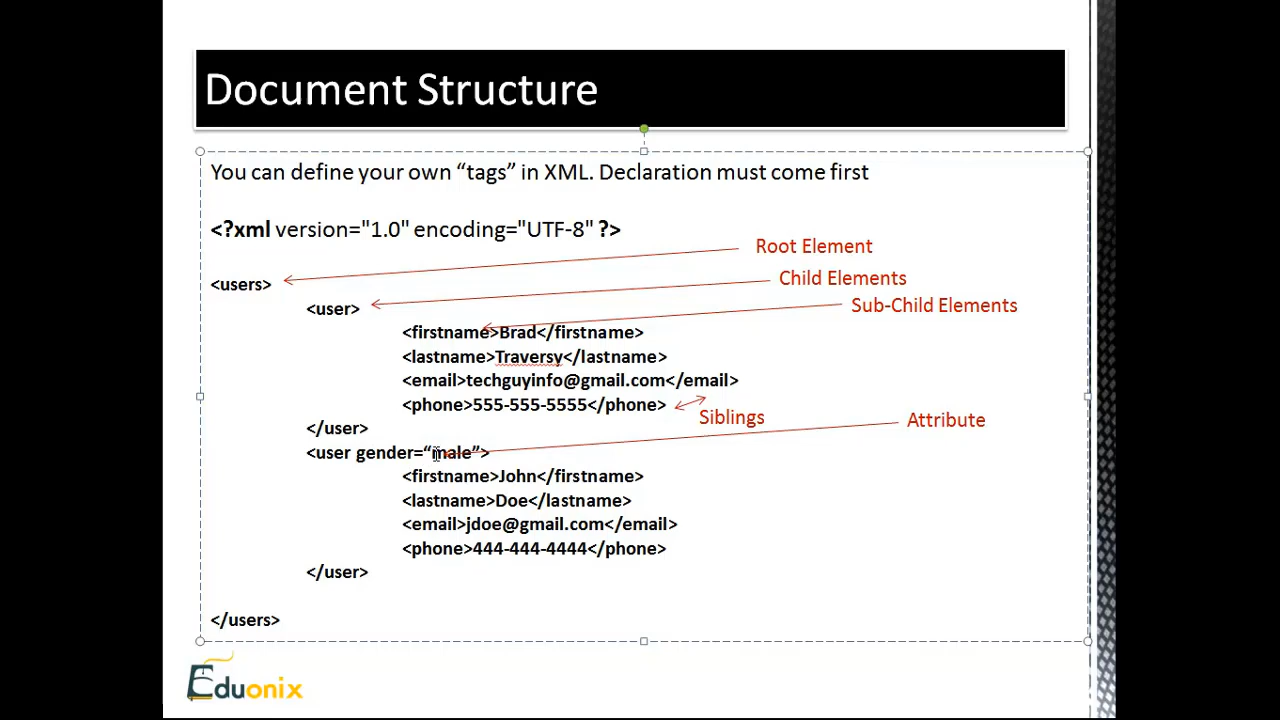 Document Structure
You can define your own “tags” in XML. Declaration must come first
<?xml version="1.0" encoding="UTF-8" ?>
Root Element
<users>
Child Elements
<user>
Sub-Child Elements
<firstname>Brad</firstname>
<lastname>Traversy</lastname>
<email>techguyinfo@gmail.com</email>
<phone>555-555-5555</phone>
Siblings
Attribute
</user>
<user gender=“male”>
<firstname>John</firstname>
<lastname>Doe</lastname>
<email>jdoe@gmail.com</email>
<phone>444-444-4444</phone>
</user>
</users>
Eduonix